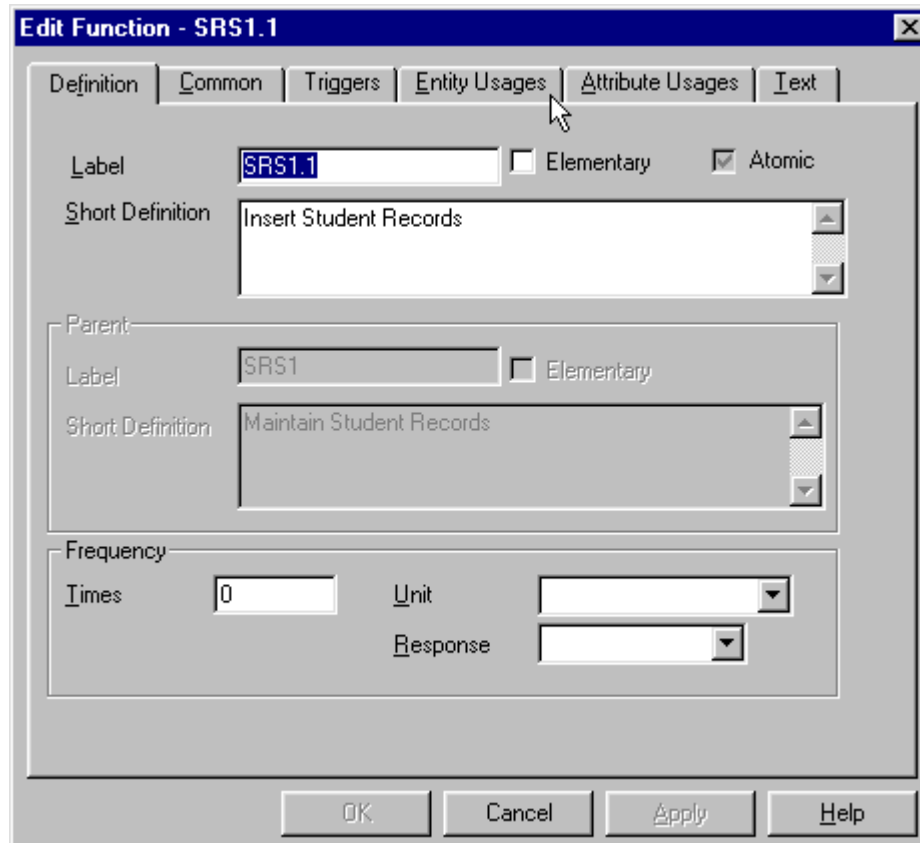 Edit Function - SRS1.1
Definition Common Triggers Entity Usages Attribute Usages Text
Label SRS1.1 Elementary Atomic
Short Definition Insert Student Records
Parent
Label SRS1 Elementary
Short Definition Maintain Student Records
Frequency
Times 0 Unit
Response
OK Cancel Apply Help